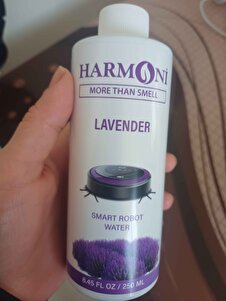 HARMONi
MORE THAN SMELL
LAVENDER
SMART ROBOT
WATER
8.45 FL OZ / 250 ML